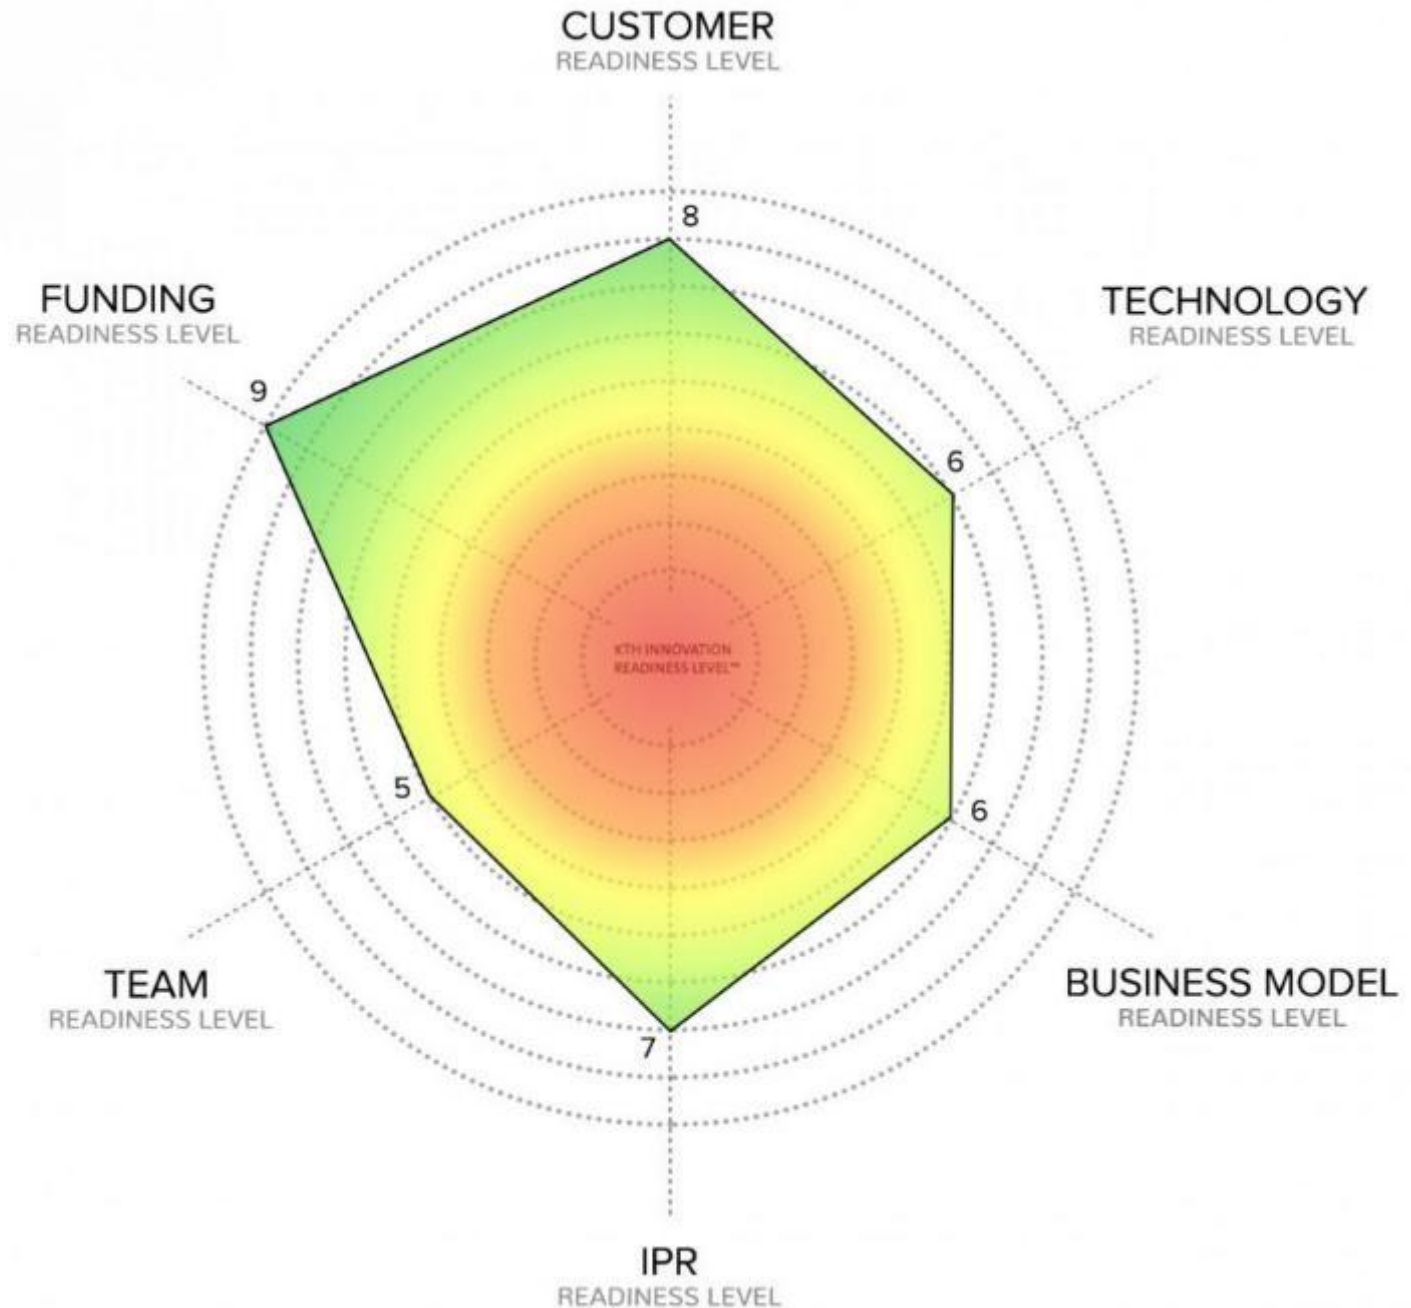 CUSTOMER
READINESS LEVEL
8
FUNDING
READINESS LEVEL
TECHNOLOGY
READINESS LEVEL
9
6
KTH INNOVATION
READINESS LEVEL™
5
6
TEAM
READINESS LEVEL
BUSINESS MODEL
READINESS LEVEL
7
IPR
READINESS LEVEL